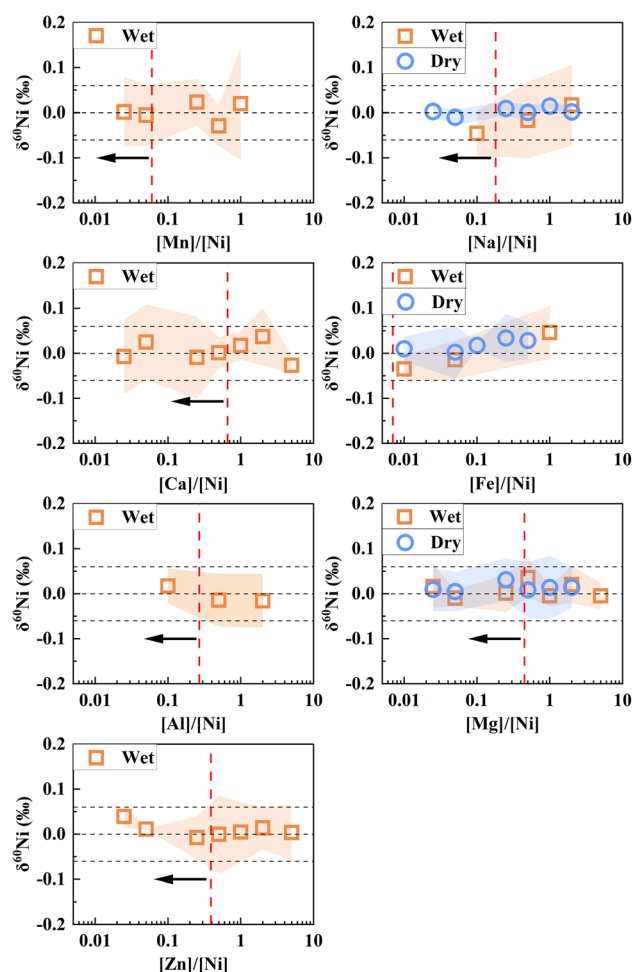 Wet
δ⁶⁰Ni (‰)
0.2
0.1
0.0
-0.1
-0.2
0.01 0.1 1 10
[Mn]/[Ni]
Wet
Dry
δ⁶⁰Ni (‰)
0.2
0.1
0.0
-0.1
-0.2
0.01 0.1 1 10
[Na]/[Ni]
Wet
δ⁶⁰Ni (‰)
0.2
0.1
0.0
-0.1
-0.2
0.01 0.1 1 10
[Ca]/[Ni]
Wet
Dry
δ⁶⁰Ni (‰)
0.2
0.1
0.0
-0.1
-0.2
0.01 0.1 1 10
[Fe]/[Ni]
Wet
δ⁶⁰Ni (‰)
0.2
0.1
0.0
-0.1
-0.2
0.01 0.1 1 10
[Al]/[Ni]
Wet
Dry
δ⁶⁰Ni (‰)
0.2
0.1
0.0
-0.1
-0.2
0.01 0.1 1 10
[Mg]/[Ni]
Wet
δ⁶⁰Ni (‰)
0.2
0.1
0.0
-0.1
-0.2
0.01 0.1 1 10
[Zn]/[Ni]